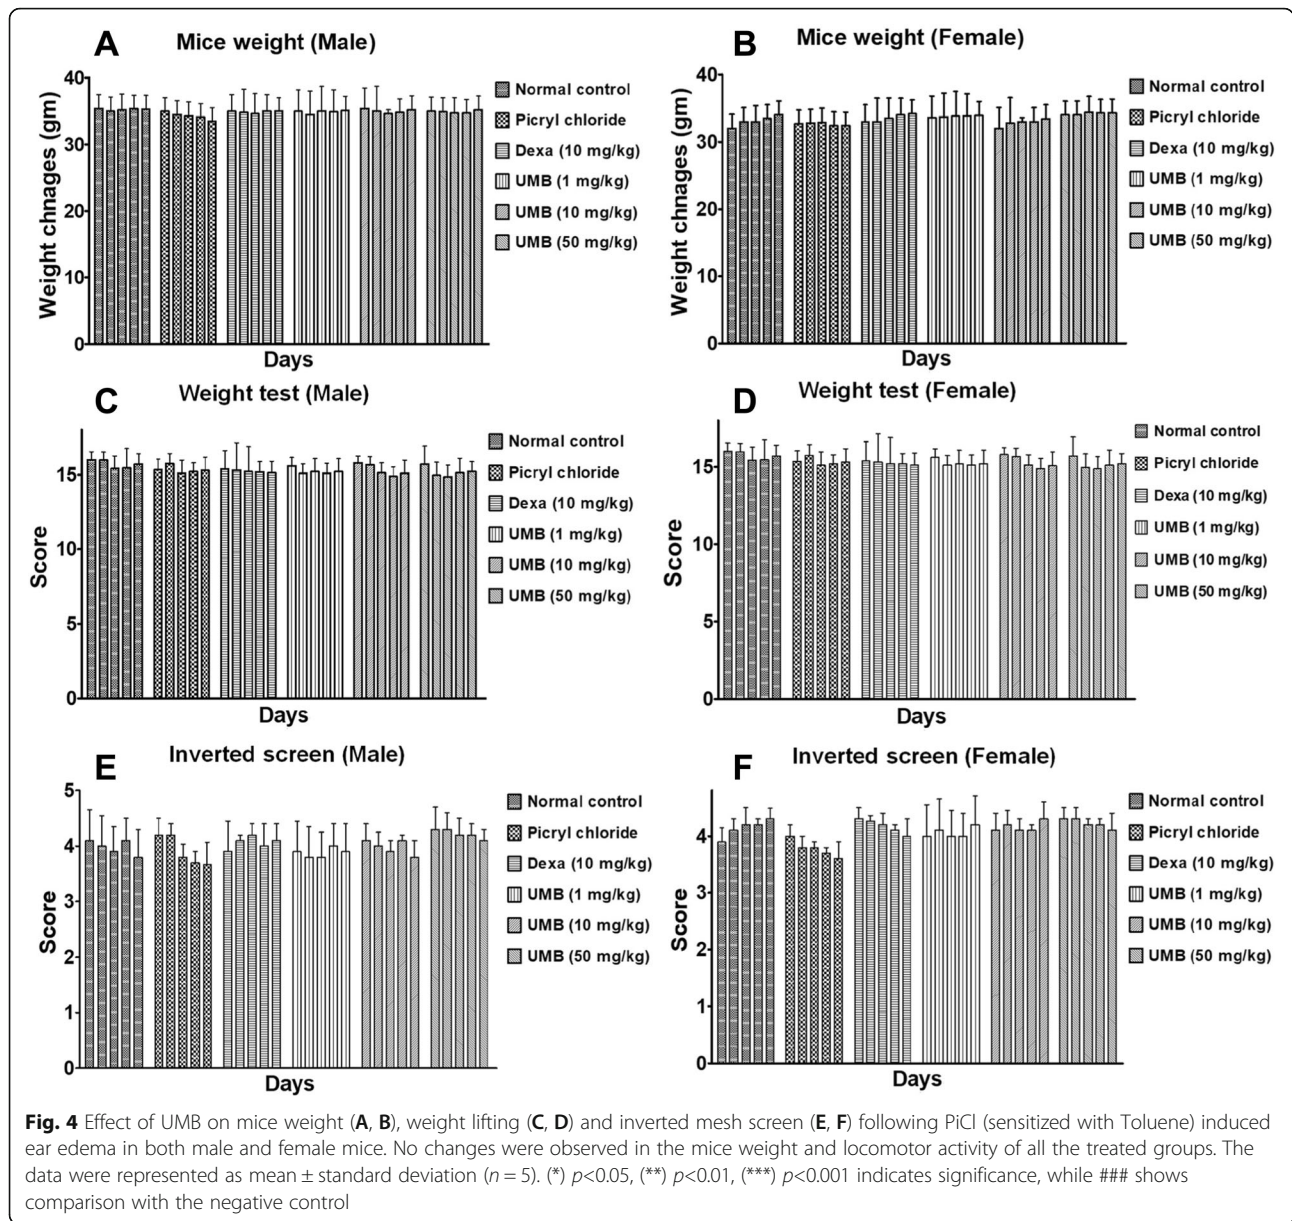 A
Mice weight (Male)
Weight chnages (gm)
40
30
20
10
0
Days
Normal control
Picryl chloride
Dexa (10 mg/kg)
UMB (1 mg/kg)
UMB (10 mg/kg)
UMB (50 mg/kg)
B
Mice weight (Female)
Weight chnages (gm)
40
30
20
10
0
Days
Normal control
Picryl chloride
Dexa (10 mg/kg)
UMB (1 mg/kg)
UMB (10 mg/kg)
UMB (50 mg/kg)
C
Weight test (Male)
Score
15
10
5
0
Days
Normal control
Picryl chloride
Dexa (10 mg/kg)
UMB (1 mg/kg)
UMB (10 mg/kg)
UMB (50 mg/kg)
D
Weight test (Female)
Score
15
10
5
0
Days
Normal control
Picryl chloride
Dexa (10 mg/kg)
UMB (1 mg/kg)
UMB (10 mg/kg)
UMB (50 mg/kg)
E
Inverted screen (Male)
Score
5
4
3
2
1
0
Days
Normal control
Picryl chloride
Dexa (10 mg/kg)
UMB (1 mg/kg)
UMB (10 mg/kg)
UMB (50 mg/kg)
F
Inverted screen (Female)
Score
4
3
2
1
0
Days
Normal control
Picryl chloride
Dexa (10 mg/kg)
UMB (1 mg/kg)
UMB (10 mg/kg)
UMB (50 mg/kg)
Fig. 4 Effect of UMB on mice weight (A, B), weight lifting (C, D) and inverted mesh screen (E, F) following PiCl (sensitized with Toluene) induced
ear edema in both male and female mice. No changes were observed in the mice weight and locomotor activity of all the treated groups. The
data were represented as mean ± standard deviation (n = 5). (*) p<0.05, (**) p<0.01, (***) p<0.001 indicates significance, while ### shows
comparison with the negative control